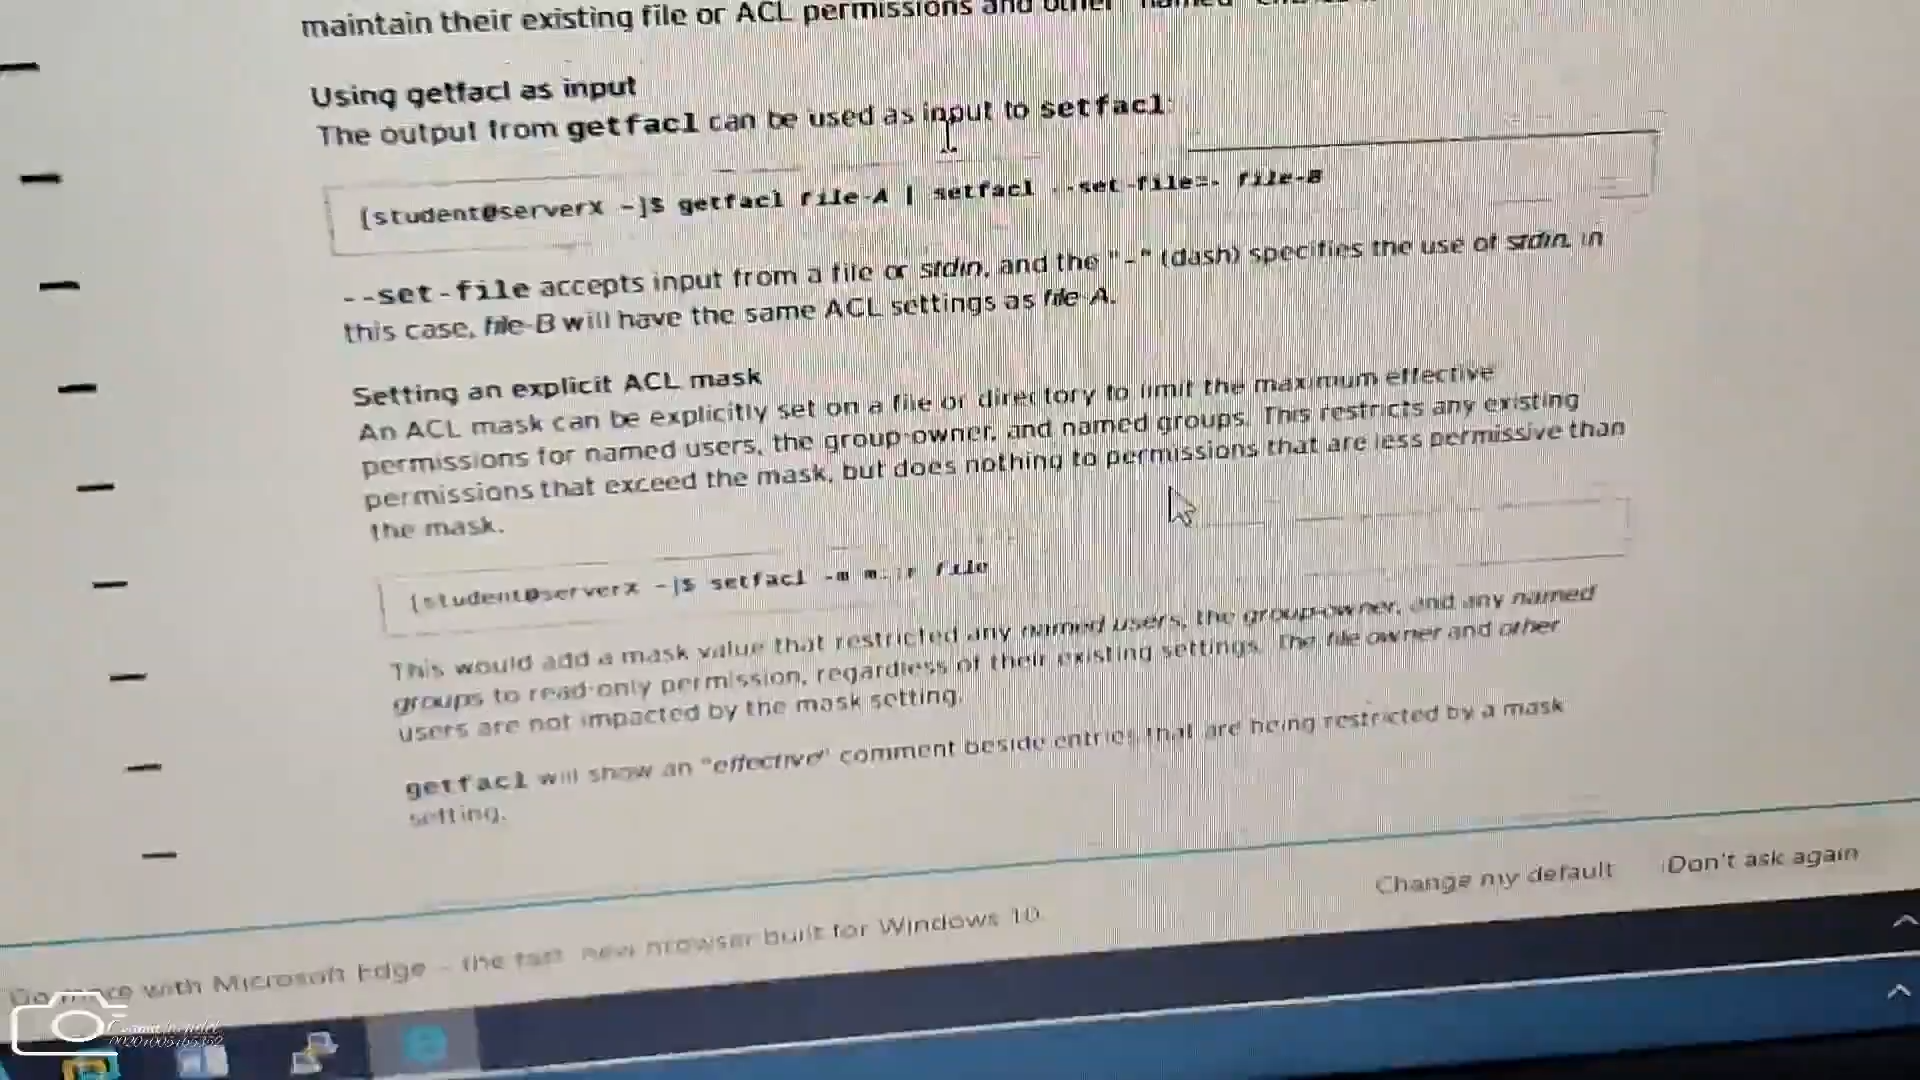 maintain their existing file or ACL permissions and other "named"
Using getfacl as input
The output from getfacl can be used as input to setfacl:
[student@serverX ~]$ getfacl file-A | setfacl --set-file=- file-B
--set-file accepts input from a file or stdin, and the "-" (dash) specifies the use of stdin. In
this case, file-B will have the same ACL settings as file-A.
Setting an explicit ACL mask
An ACL mask can be explicitly set on a file or directory to limit the maximum effective
permissions for named users, the group-owner, and named groups. This restricts any existing
permissions that exceed the mask, but does nothing to permissions that are less permissive than
the mask.
[student@serverX ~]$ setfacl -m m::r file
This would add a mask value that restricted any named users, the group-owner, and any named
groups to read-only permission, regardless of their existing settings. The file owner and other
users are not impacted by the mask setting.
getfacl will show an "effective" comment beside entries that are being restricted by a mask
setting.
Change my default Don't ask again
Do more with Microsoft Edge – the fast, new browser built for Windows 10